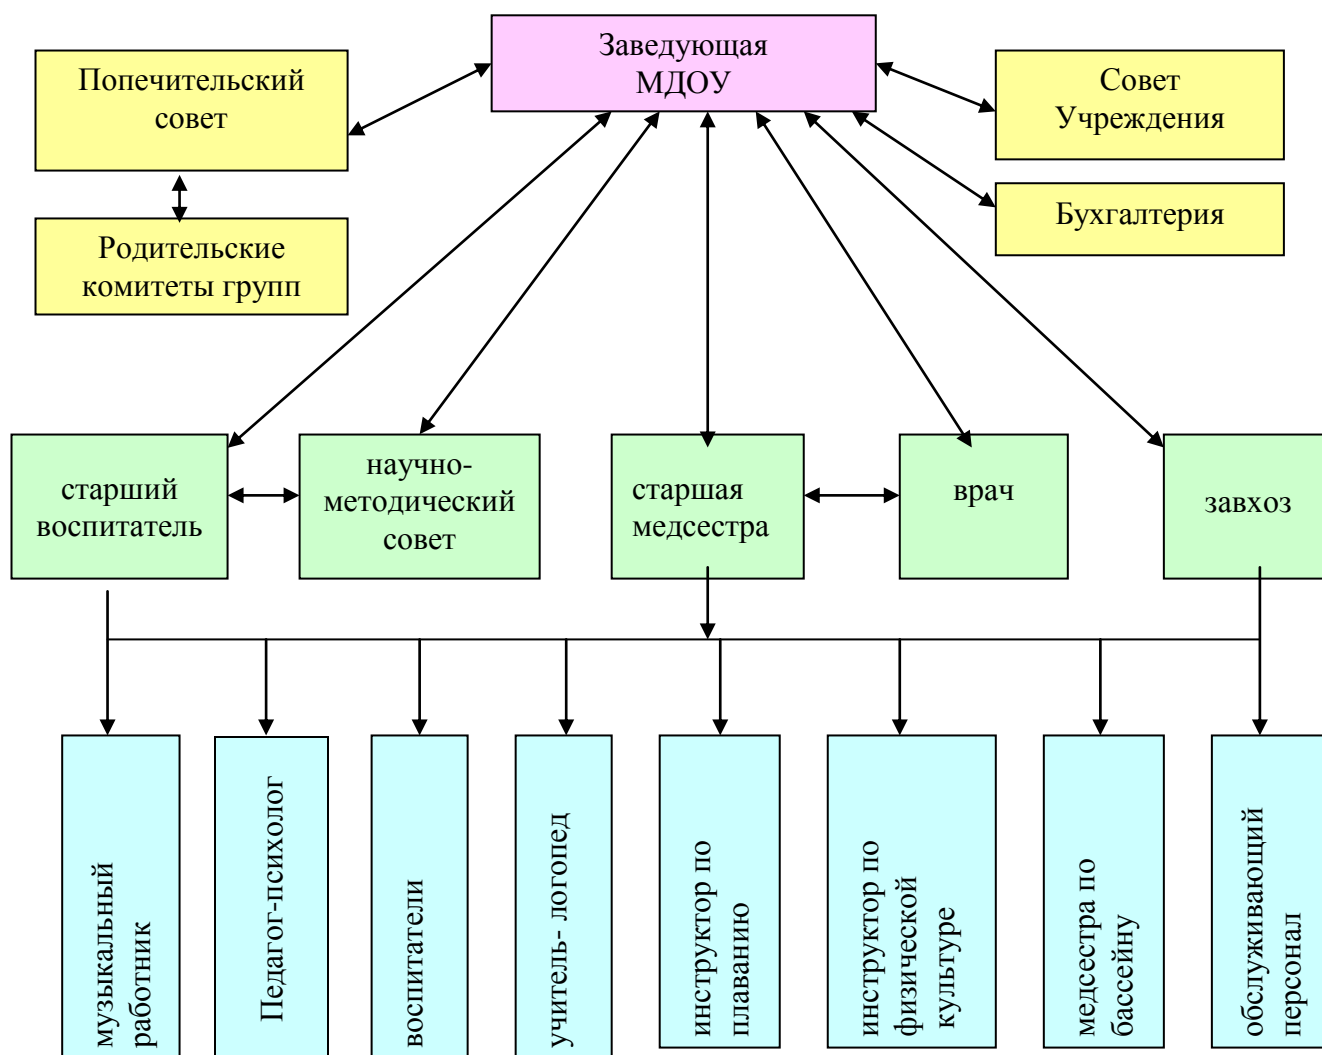 Заведующая
МДОУ
Попечительский
совет
Совет
Учреждения
Бухгалтерия
Родительские
комитеты групп
старший
воспитатель
научно-
методический
совет
старшая
медсестра
врач
завхоз
музыкальный
работник
Педагог-психолог
воспитатели
учитель- логопед
инструктор по
плаванию
инструктор по
физической
культуре
медсестра по
бассейну
обслуживающий
персонал